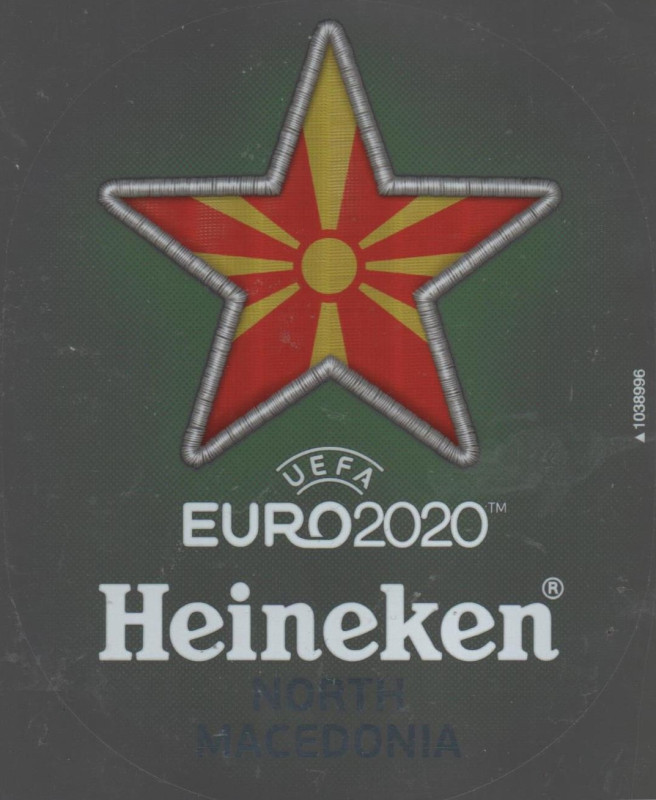 UEFA
EURO2020™
Heineken®
NORTH
MACEDONIA
▲1038996